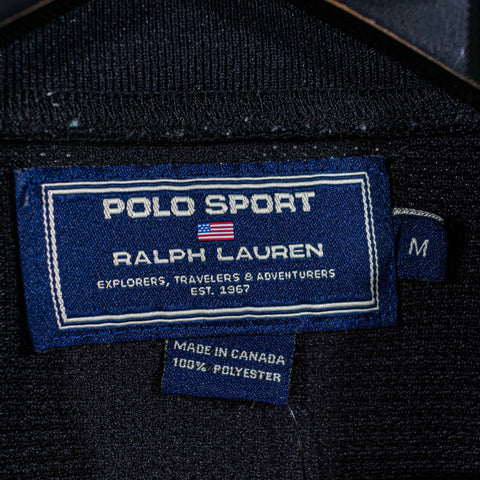 POLO SPORT
RALPH LAUREN
EXPLORERS, TRAVELERS & ADVENTURERS
EST. 1967
M
MADE IN CANADA
100% POLYESTER